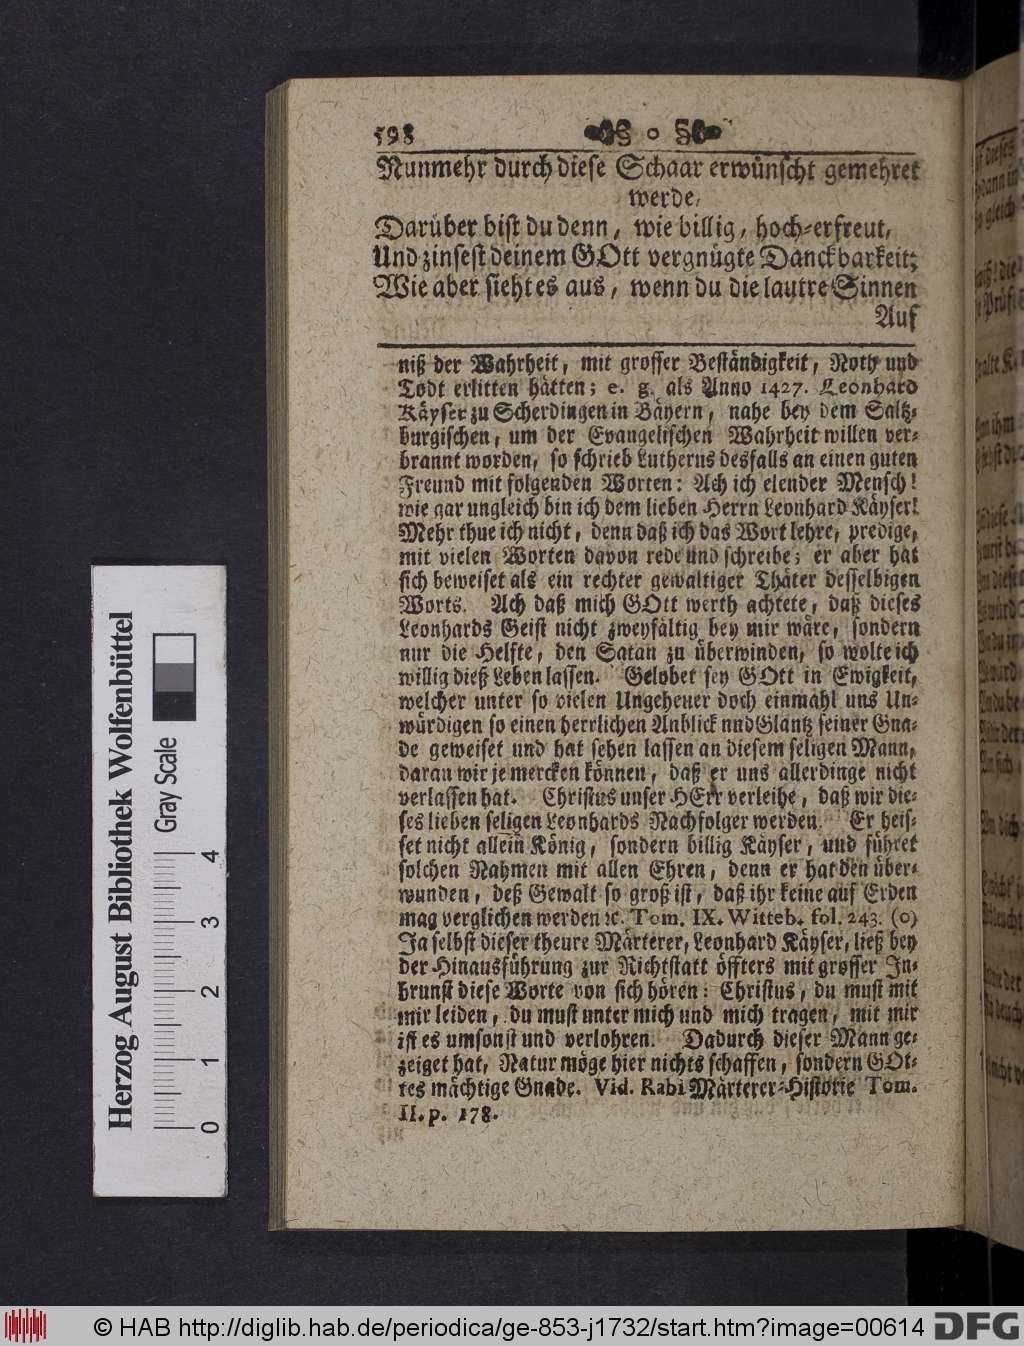 598
Nunmehr durch diese Schaar erwünscht gemehret
werde,
Darüber bist du denn, wie billig, hoch-erfreut,
Und zinsest deinem GOtt vergnügte Danckbarkeit;
Wie aber sieht es aus, wenn du die lautre Sinnen
Auf
niß der Wahrheit, mit grosser Beständigkeit, Noth und
Todt erlitten hätten; e. g. als Anno 1427. Leonhard
Käyser zu Scherdingen in Bäyern, nahe bey dem Saltz-
burgischen, um der Evangelischen Wahrheit willen ver-
brannt worden, so schrieb Lutherus desfalls an einen guten
Freund mit folgenden Worten: Ach ich elender Mensch!
wie gar ungleich bin ich dem lieben Herrn Leonhard Käyser!
Mehr thue ich nicht, denn daß ich das Wort lehre, predige,
mit vielen Worten davon rede und schreibe; er aber hat
sich beweiset als ein rechter gewaltiger Thäter desselbigen
Worts. Ach daß mich GOtt werth achtete, daß dieses
Leonhards Geist nicht zweyfältig bey mir wäre, sondern
nur die Helfte, den Satan zu überwinden, so wolte ich
willig dieß Leben lassen. Gelobet sey GOtt in Ewigkeit,
welcher unter so vielen Ungeheuer doch einmahl uns Un-
würdigen so einen herrlichen Anblick und Glantz seiner Gna-
de geweiset und hat sehen lassen an diesem seligen Mann,
daran wir je mercken können, daß er uns allerdinge nicht
verlassen hat. Christus unser HErr verleihe, daß wir die-
ses lieben seligen Leonhards Nachfolger werden. Er heis-
set nicht allein König, sondern billig Käyser, und führet
solchen Nahmen mit allen Ehren, denn er hat den über-
wunden, deß Gewalt so groß ist, daß ihr keine auf Erden
mag verglichen werden ꝛc. Tom. IX. Witteb. fol. 243. (o)
Ja selbst dieser theure Märterer, Leonhard Käyser, ließ bey
der Hinausführung zur Richtstatt öffters mit grosser In-
brunst diese Worte von sich hören: Christus, du must mit
mir leiden, du must unter mich und mich tragen, mit mir
ist es umsonst und verlohren. Dadurch dieser Mann ge-
zeiget hat, Natur möge hier nichts schaffen, sondern GOt-
tes mächtige Gnade. Vid. Rabi Märterer-Historie Tom.
II. p. 178.
Herzog August Bibliothek Wolfenbüttel
Gray Scale
0 1 2 3 4
© HAB http://diglib.hab.de/periodica/ge-853-j1732/start.htm?image=00614
DFG